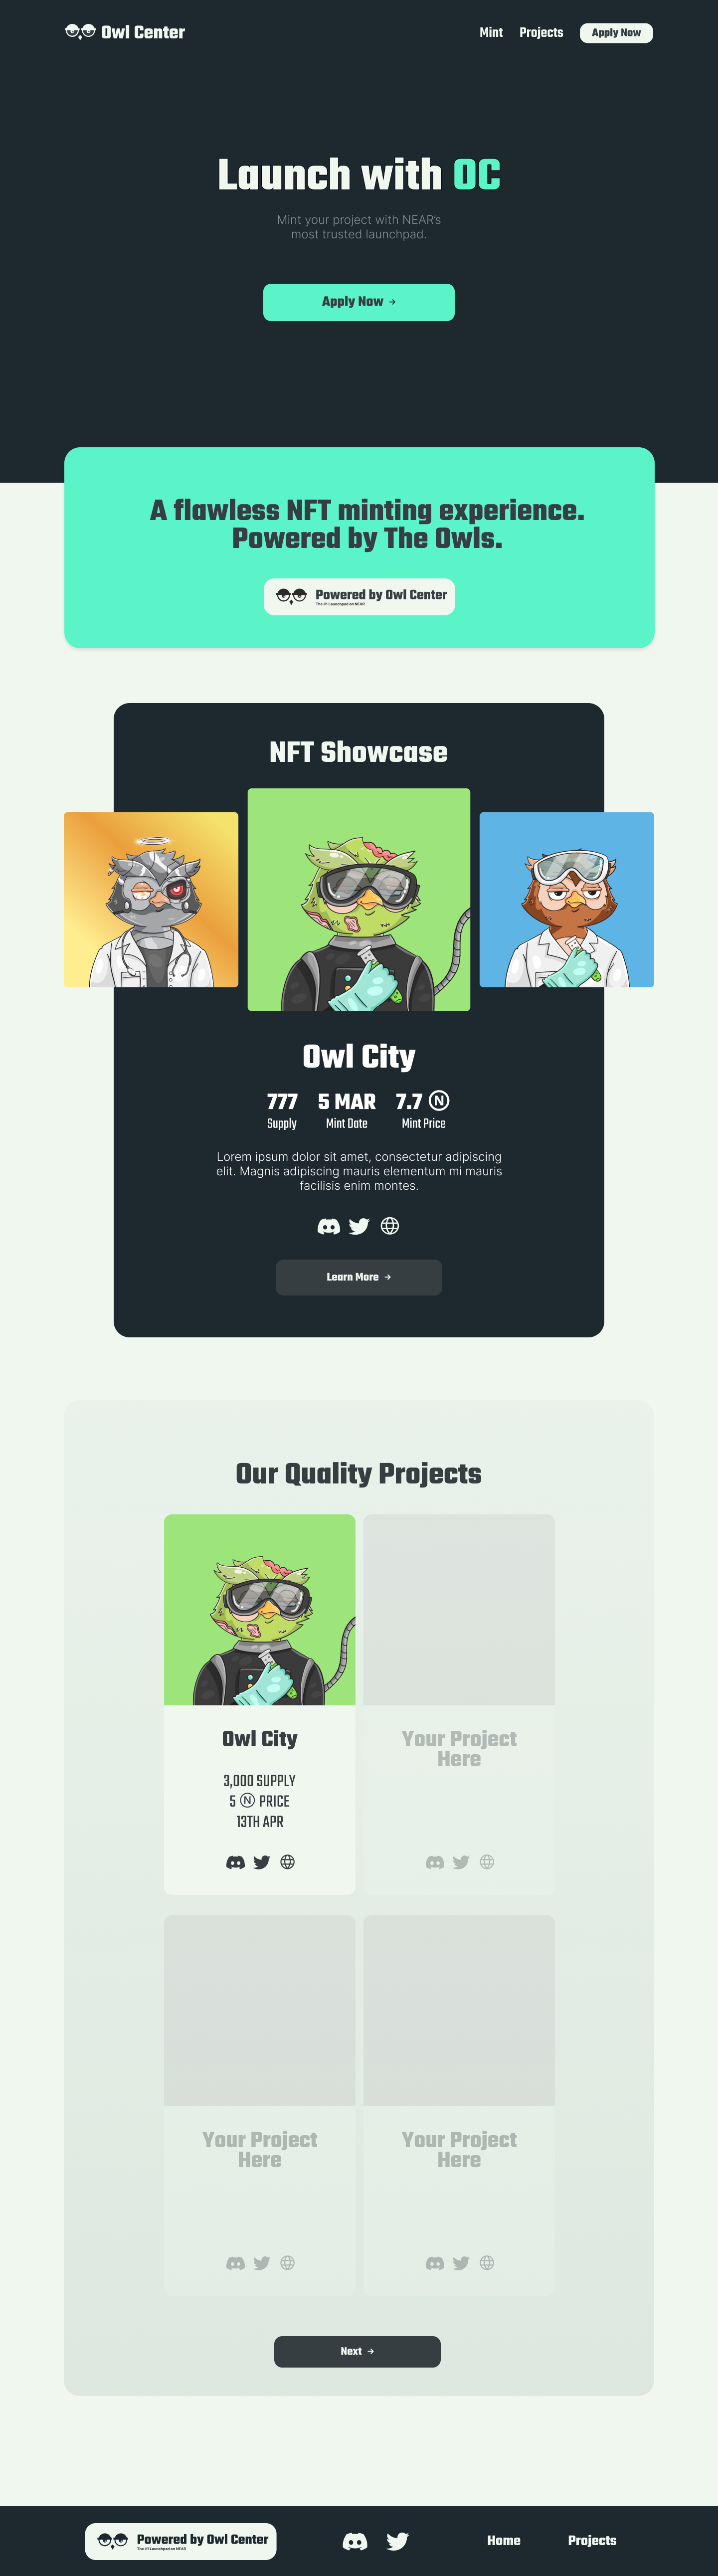 Owl Center
Mint Projects Apply Now
Launch with OC
Mint your project with NEAR's
most trusted launchpad.
Apply Now →
A flawless NFT minting experience.
Powered by The Owls.
Powered by Owl Center
The #1 Launchpad on NEAR
NFT Showcase
Owl City
777 5 MAR 7.7 Ⓝ
Supply Mint Date Mint Price
Lorem ipsum dolor sit amet, consectetur adipiscing
elit. Magnis adipiscing mauris elementum mi mauris
facilisis enim montes.
Learn More →
Our Quality Projects
Owl City
3,000 SUPPLY
5 Ⓝ PRICE
13TH APR
Your Project
Here
Your Project
Here
Your Project
Here
Next →
Powered by Owl Center
The #1 Launchpad on NEAR
Home Projects